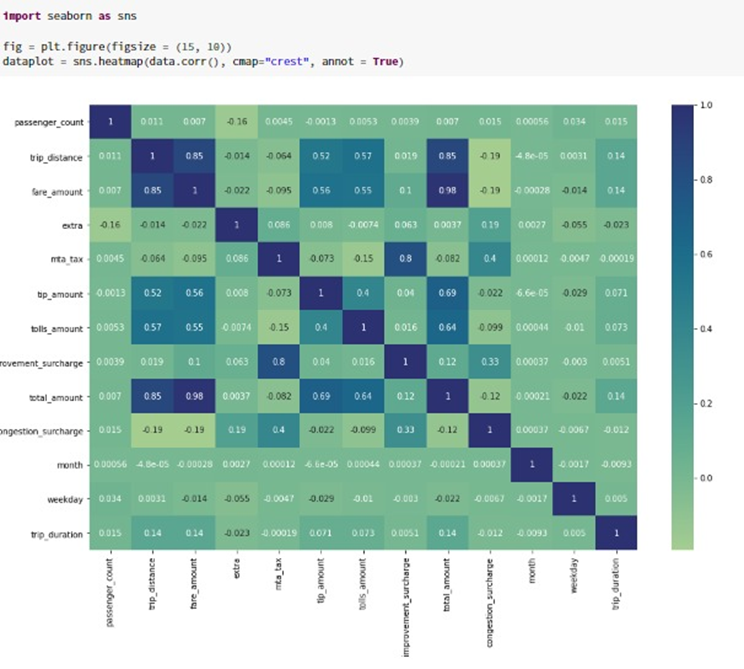 import seaborn as sns
fig = plt.figure(figsize = (15, 10))
dataplot = sns.heatmap(data.corr(), cmap="crest", annot = True)
passenger_count 1 0.011 0.007 -0.16 0.0045 -0.0013 0.0053 0.0039 0.007 0.015 0.00056 0.034 0.015
trip_distance 0.011 1 0.85 -0.014 -0.064 0.52 0.57 0.019 0.85 -0.19 -4.8e-05 0.0031 0.14
fare_amount 0.007 0.85 1 -0.022 -0.095 0.56 0.55 0.1 0.98 -0.19 -0.00028 -0.014 0.14
extra -0.16 -0.014 -0.022 1 0.086 0.008 -0.0074 0.063 0.0037 0.19 0.0027 -0.055 -0.023
mta_tax 0.0045 -0.064 -0.095 0.086 1 -0.073 -0.15 0.8 -0.082 0.4 0.00012 -0.0047 -0.00019
tip_amount -0.0013 0.52 0.56 0.008 -0.073 1 0.4 0.04 0.69 -0.022 -6.6e-05 -0.029 0.071
tolls_amount 0.0053 0.57 0.55 -0.0074 -0.15 0.4 1 0.016 0.64 -0.099 0.00044 -0.01 0.073
rovement_surcharge 0.0039 0.019 0.1 0.063 0.8 0.04 0.016 1 0.12 0.33 0.00037 -0.003 0.0051
total_amount 0.007 0.85 0.98 0.0037 -0.082 0.69 0.64 0.12 1 -0.12 -0.00021 -0.022 0.14
ongestion_surcharge 0.015 -0.19 -0.19 0.19 0.4 -0.022 -0.099 0.33 -0.12 1 0.00037 -0.0067 -0.012
month 0.00056 -4.8e-05 -0.00028 0.0027 0.00012 -6.6e-05 0.00044 0.00037 -0.00021 0.00037 1 -0.0017 -0.0093
weekday 0.034 0.0031 -0.014 -0.055 -0.0047 -0.029 -0.01 -0.003 -0.022 -0.0067 -0.0017 1 0.005
trip_duration 0.015 0.14 0.14 -0.023 -0.00019 0.071 0.073 0.0051 0.14 -0.012 -0.0093 0.005 1
passenger_count
trip_distance
fare_amount
extra
mta_tax
tip_amount
tolls_amount
improvement_surcharge
total_amount
congestion_surcharge
month
weekday
trip_duration
1.0
0.8
0.6
0.4
0.2
0.0